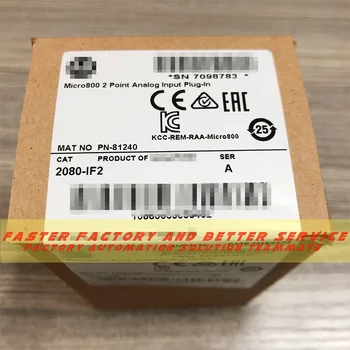 *SN 7098783 *
Micro800 2 Point Analog Input Plug-In
CE EAC
KCC-REM-RAA-Micro800
25
MAT NO PN-81240
CAT PRODUCT OF SER
2080-IF2 A
FASTER FACTORY AND BETTER SERVICE
FACTORY AUTOMATION SOLUTION TEAMMATE